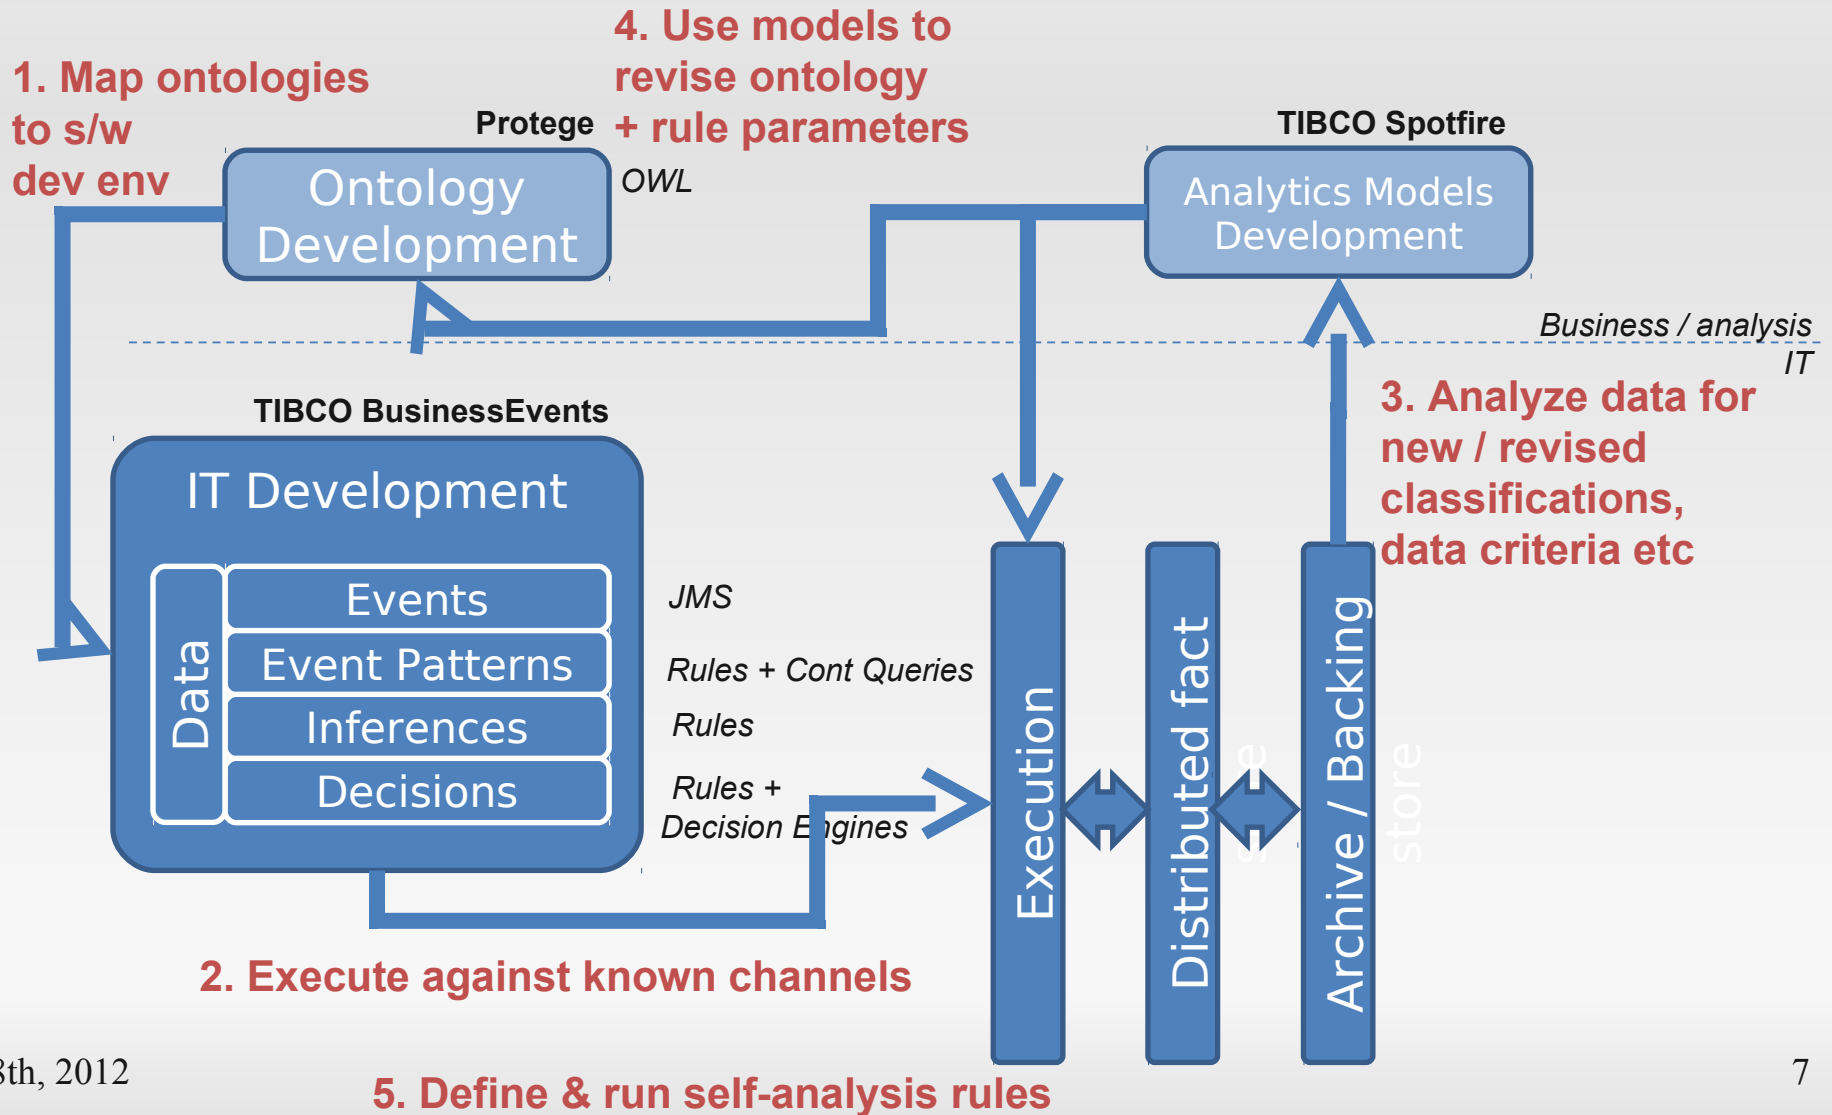 4. Use models to
revise ontology
+ rule parameters
1. Map ontologies
to s/w
dev env
Protege
OWL
Ontology
Development
TIBCO Spotfire
Analytics Models
Development
Business / analysis
IT
3. Analyze data for
new / revised
classifications,
data criteria etc
TIBCO BusinessEvents
IT Development
Data
Events
Event Patterns
Inferences
Decisions
JMS
Rules + Cont Queries
Rules
Rules +
Decision Engines
Execution
Distributed fact
store
Archive / Backing
store
2. Execute against known channels
8th, 2012
5. Define & run self-analysis rules
7